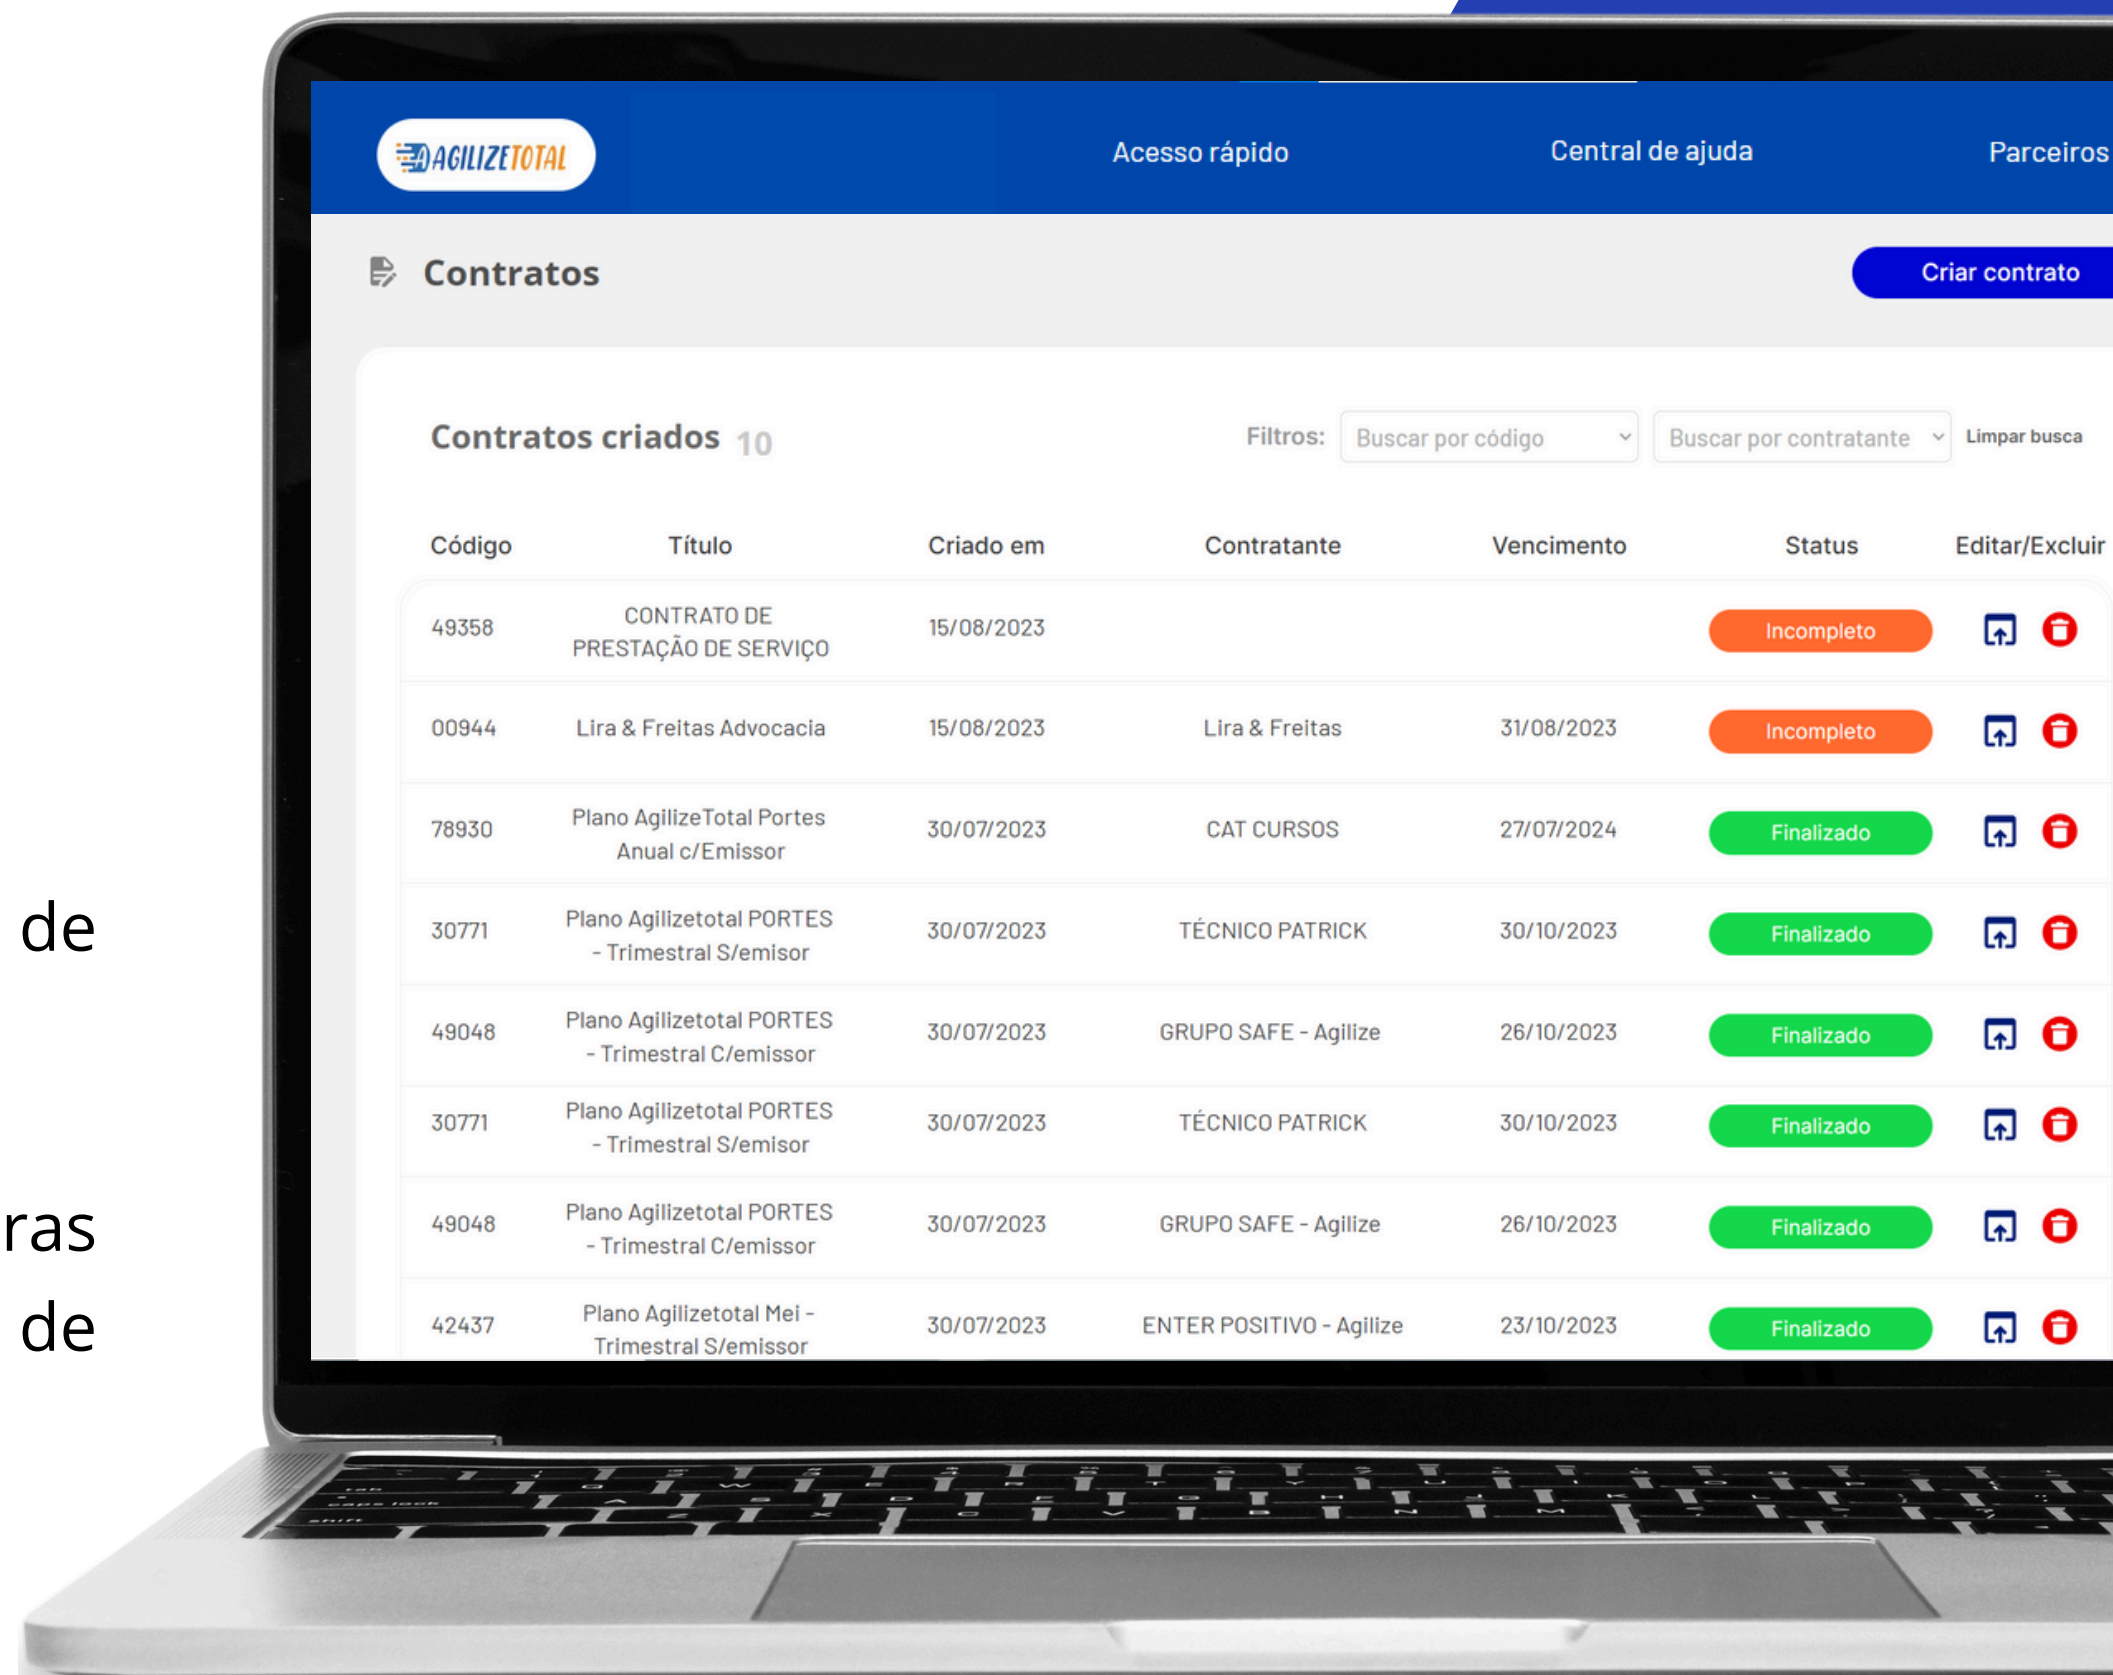 AGILIZETOTAL
Acesso rápido
Central de ajuda
Parceiros
Contratos
Criar contrato
Contratos criados 10
Filtros: Buscar por código Buscar por contratante Limpar busca
Código Título Criado em Contratante Vencimento Status Editar/Excluir
CONTRATO DE
49358 15/08/2023 Incompleto
PRESTAÇÃO DE SERVIÇO
00944 Lira & Freitas Advocacia 15/08/2023 Lira & Freitas 31/08/2023 Incompleto
Plano AgilizeTotal Portes
78930 30/07/2023 CAT CURSOS 27/07/2024 Finalizado
Anual c/Emissor
Plano Agilizetotal PORTES
30771 30/07/2023 TÉCNICO PATRICK 30/10/2023 Finalizado
- Trimestral S/emisor
Plano Agilizetotal PORTES
49048 30/07/2023 GRUPO SAFE - Agilize 26/10/2023 Finalizado
- Trimestral C/emissor
Plano Agilizetotal PORTES
30771 30/07/2023 TÉCNICO PATRICK 30/10/2023 Finalizado
- Trimestral S/emisor
Plano Agilizetotal PORTES
49048 30/07/2023 GRUPO SAFE - Agilize 26/10/2023 Finalizado
- Trimestral C/emissor
Plano Agilizetotal Mei -
42437 30/07/2023 ENTER POSITIVO - Agilize 23/10/2023 Finalizado
Trimestral S/emissor
de
ras
de
tab
caps lock
shift